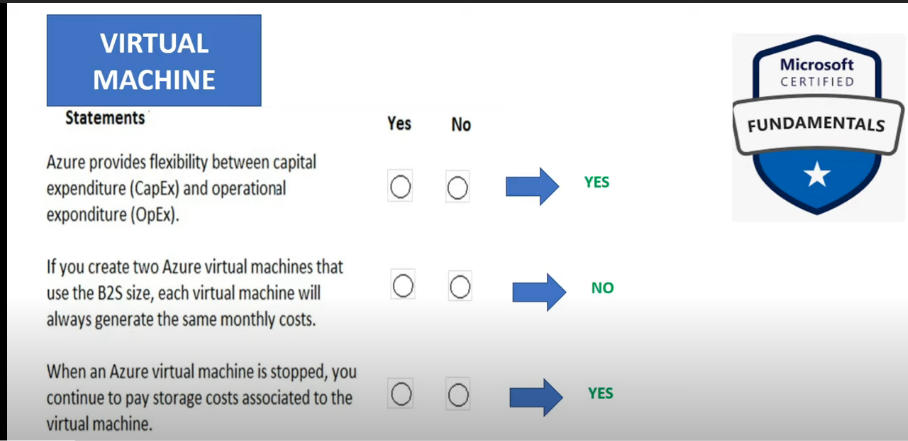 VIRTUAL
MACHINE
Microsoft
CERTIFIED
FUNDAMENTALS
Statements
Yes No
Azure provides flexibility between capital
expenditure (CapEx) and operational
exponditure (OpEx).
YES
If you create two Azure virtual machines that
use the B2S size, each virtual machine will
always generate the same monthly costs.
NO
When an Azure virtual machine is stopped, you
continue to pay storage costs associated to the
virtual machine.
YES